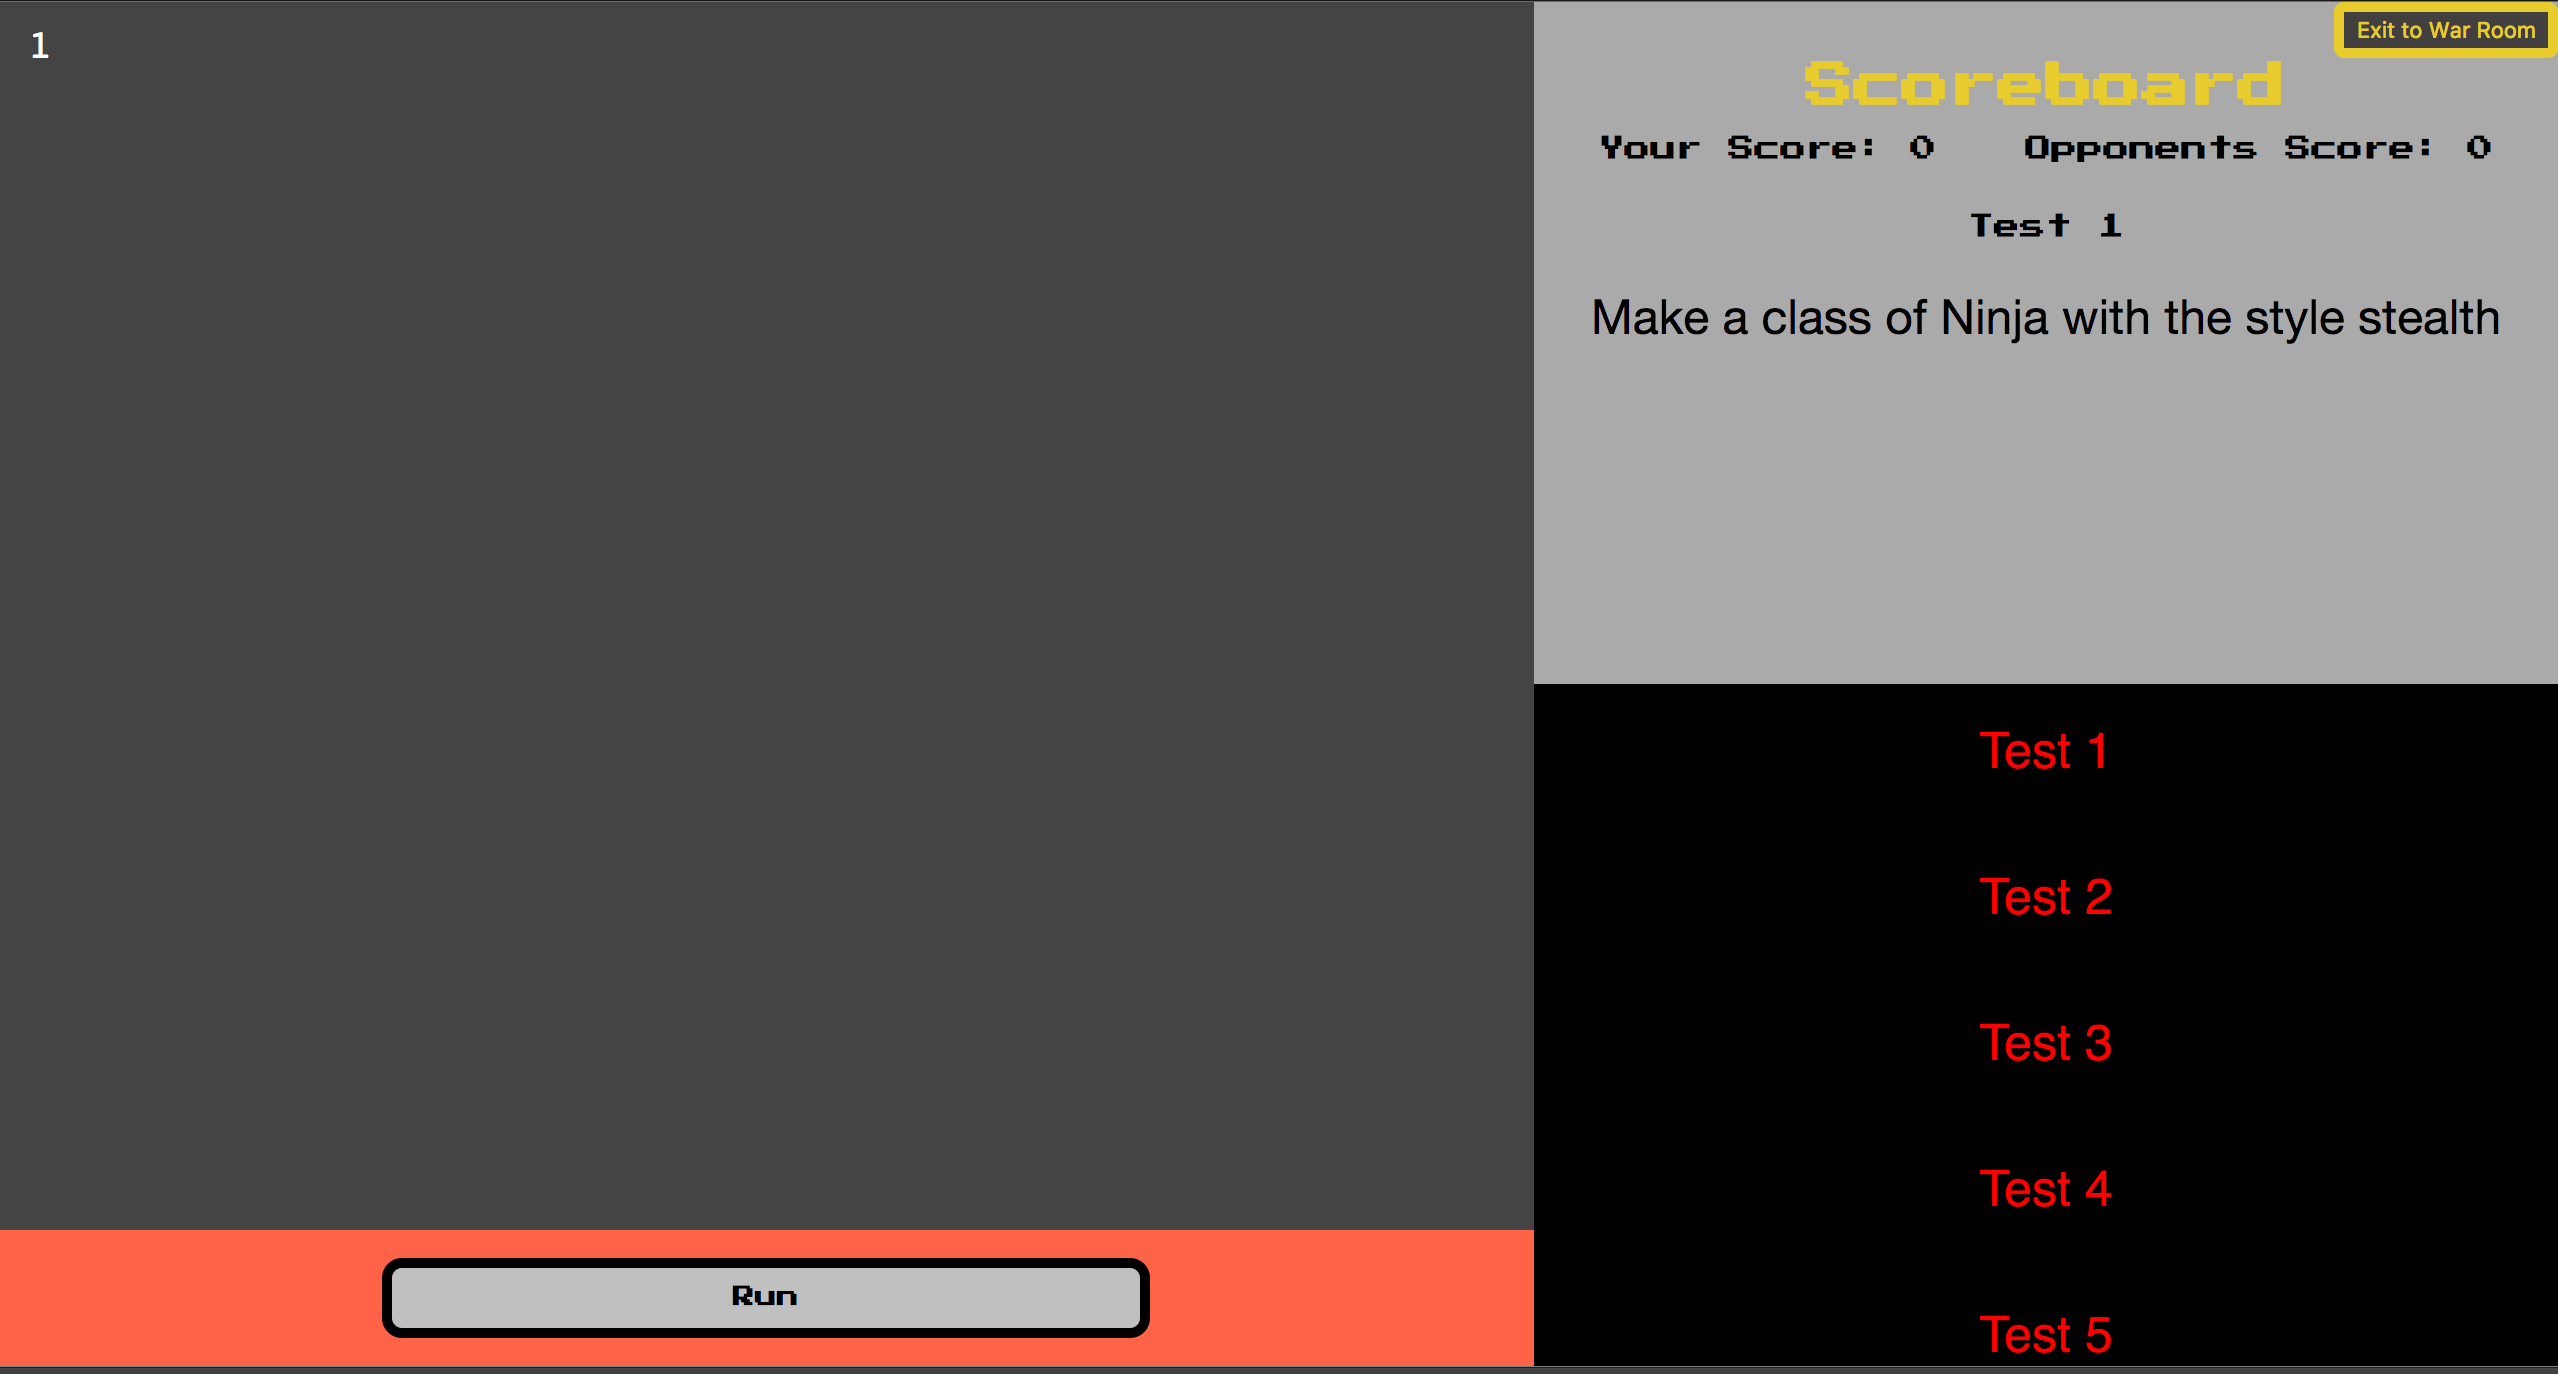 1
Exit to War Room
Scoreboard
Your Score: 0 Opponents Score: 0
Test 1
Make a class of Ninja with the style stealth
Test 1
Test 2
Test 3
Test 4
Test 5
Run